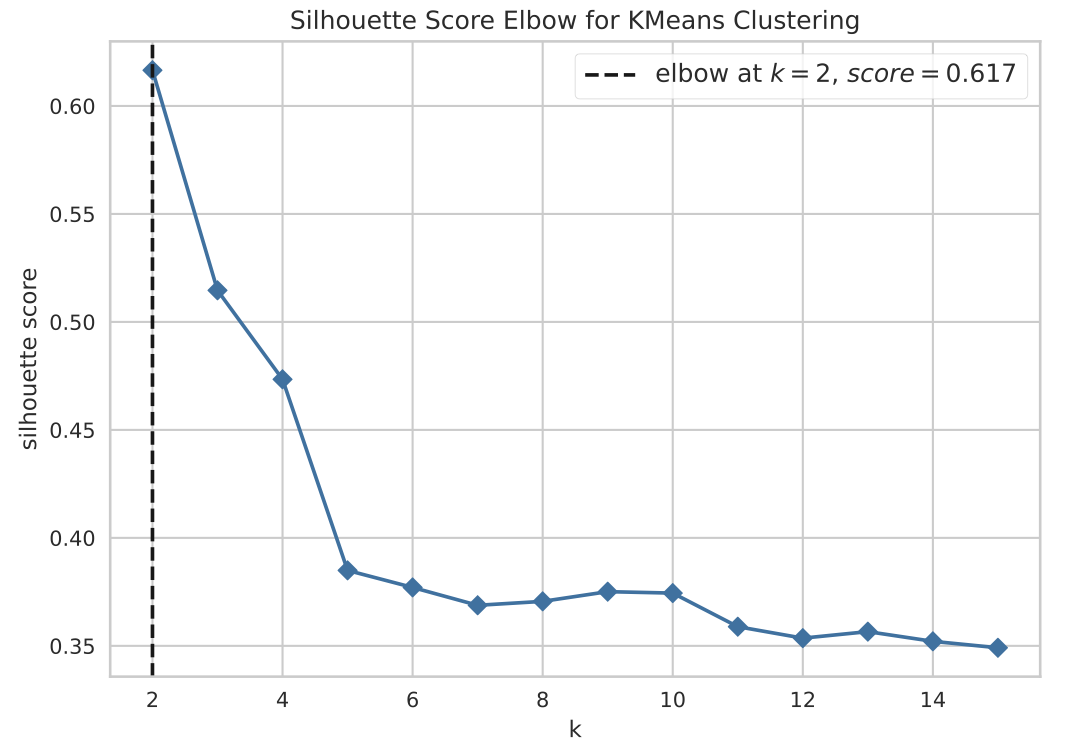 Silhouette Score Elbow for KMeans Clustering
elbow at k = 2, score = 0.617
silhouette score
0.60
0.55
0.50
0.45
0.40
0.35
2 4 6 8 10 12 14
k